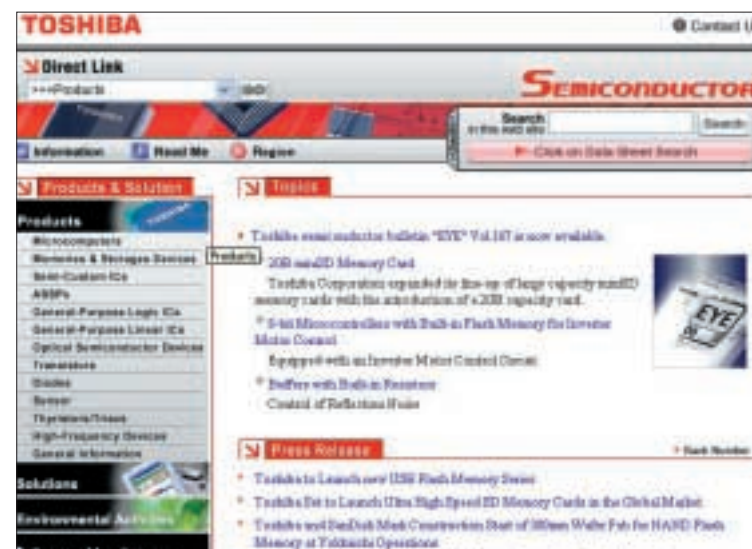 TOSHIBA
Contact U
Direct Link
>>>Products
GO
SEMICONDUCTOR
Search
in this web site
Search
Click on Data Sheet Search
Information
Read Me
Region
Products & Solution
Topics
Products
Microcomputers
Memories & Storages Devices
Products
Semi-Custom ICs
ASSPs
General-Purpose Logic ICs
General-Purpose Linear ICs
Optical Semiconductor Devices
Transistors
Diodes
Sensor
Thyristors/Triacs
High-Frequency Devices
General Information
Solutions
Environmental Activities
Toshiba semiconductor bulletin "EYE" Vol.167 is now available.
2GB miniSD Memory Card
Toshiba Corporation expanded its line-up of large capacity miniSD
memory cards with the introduction of a 2GB capacity card.
8-bit Microcontrollers with Built-in Flash Memory for Inverter
Motor Control
Equipped with an Inverter Motor Control Circuit
Buffers with Built-in Resistors
Control of Reflection Noise
EYE
Press Release
Back Number
Toshiba to Launch new USB Flash Memory Series
Toshiba Set to Launch Ultra High Speed SD Memory Cards in the Global Market
Toshiba and SanDisk Mark Construction Start of 300mm Wafer Fab for NAND Flash
Memory at Yokkaichi Operations